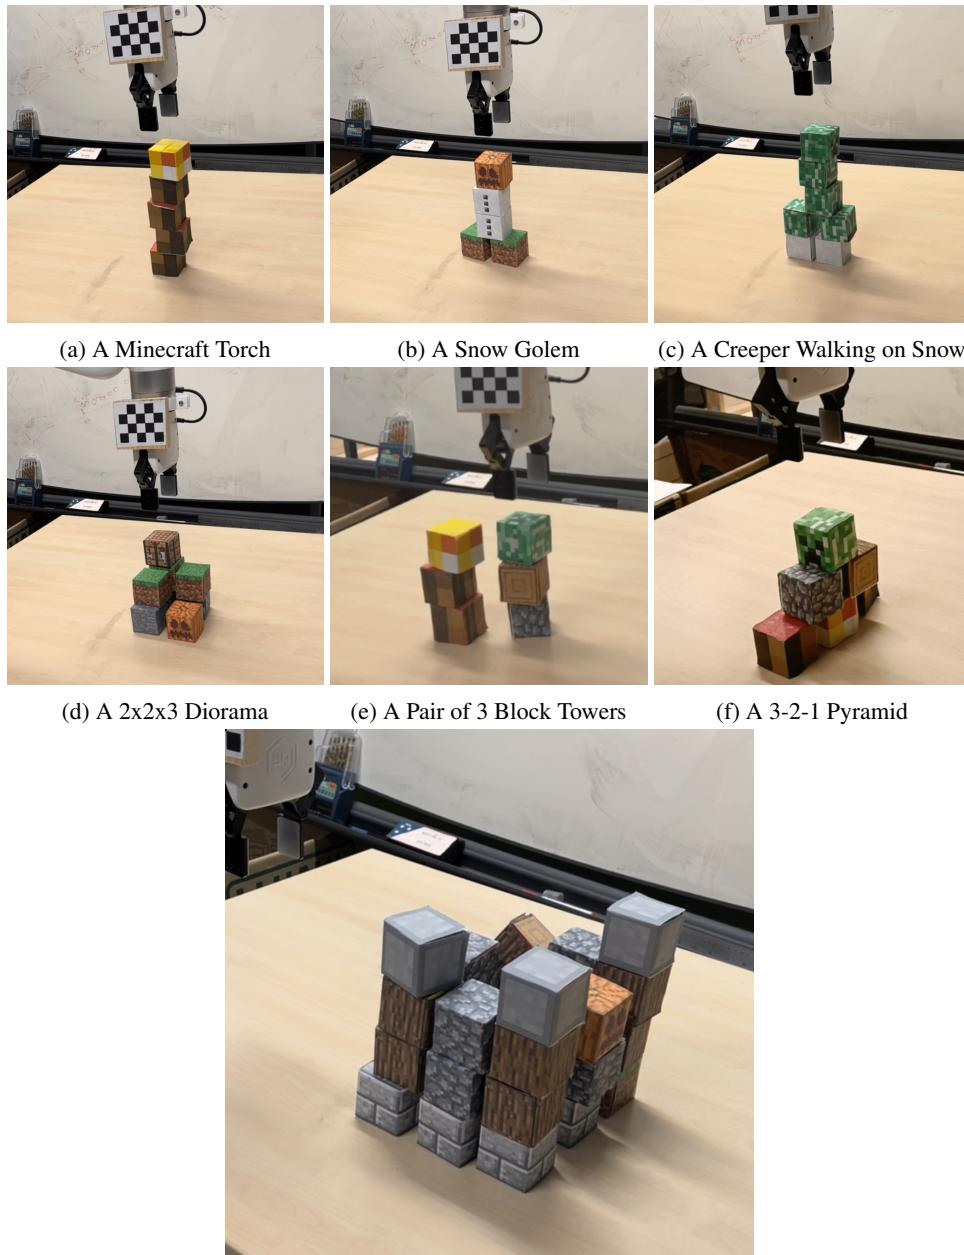 (a) A Minecraft Torch
(b) A Snow Golem
(c) A Creeper Walking on Snow
(d) A 2x2x3 Diorama
(e) A Pair of 3 Block Towers
(f) A 3-2-1 Pyramid